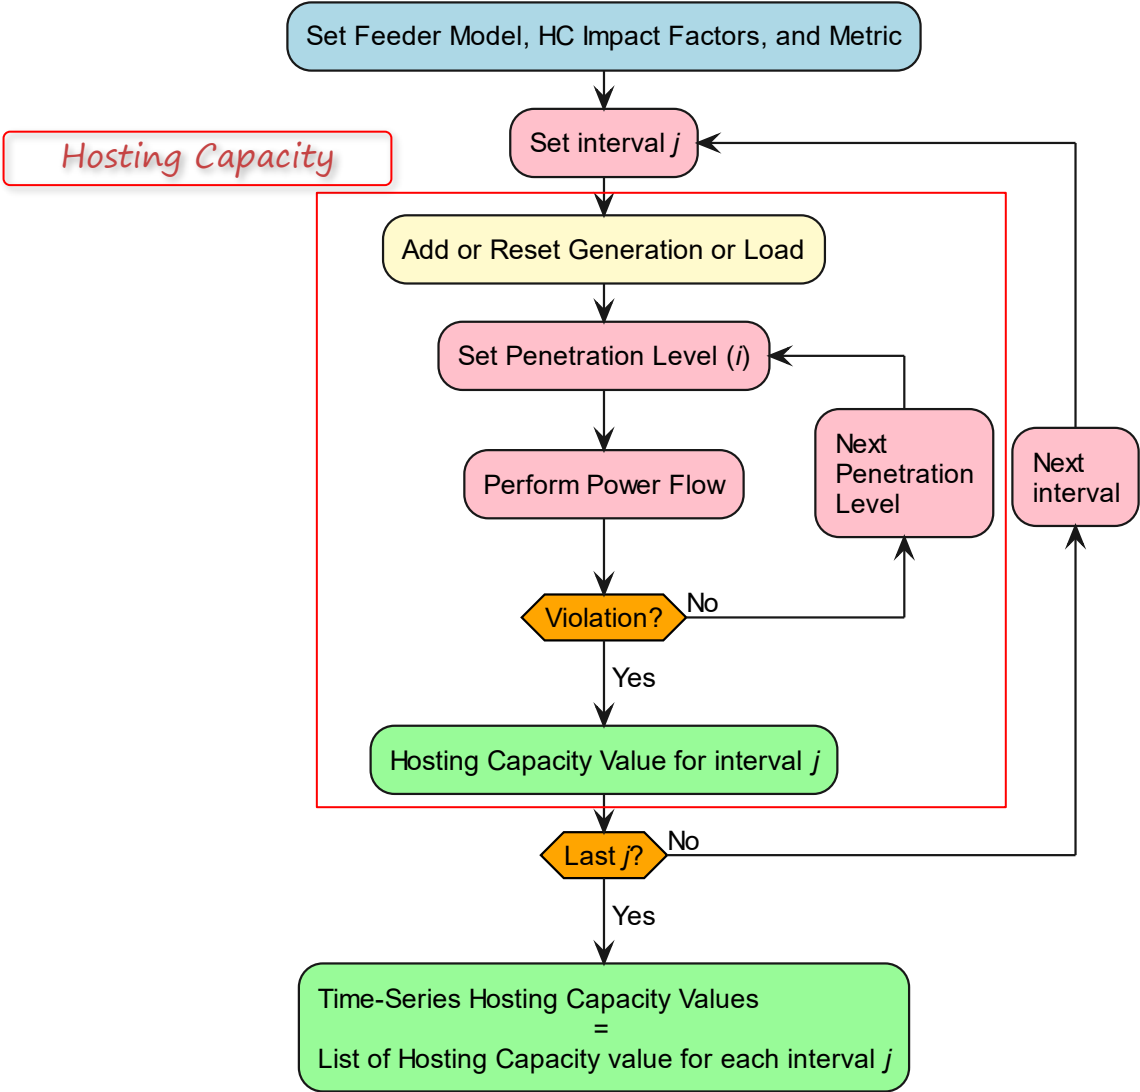 Set Feeder Model, HC Impact Factors, and Metric
Set interval j
Hosting Capacity
Add or Reset Generation or Load
Set Penetration Level (i)
Next
Penetration
Level
Next
interval
Perform Power Flow
Violation?
No
Yes
Hosting Capacity Value for interval j
Last j?
No
Yes
Time-Series Hosting Capacity Values
=
List of Hosting Capacity value for each interval j